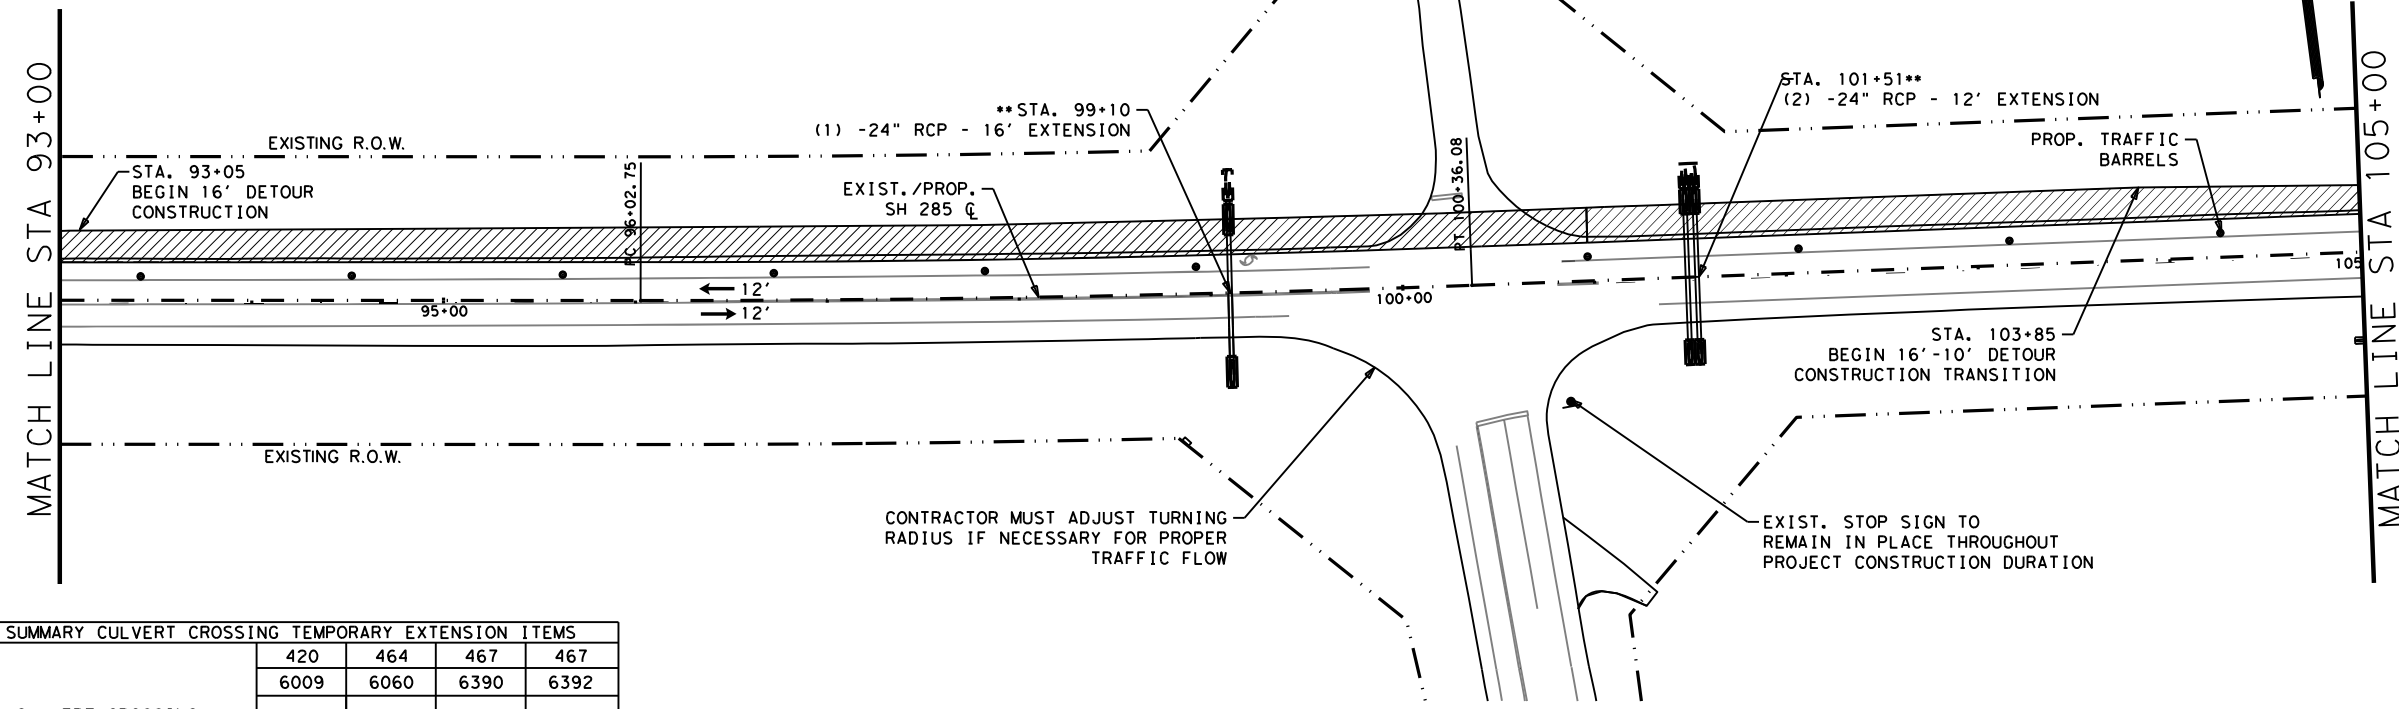 MATCH LINE STA 93+00
EXISTING R.O.W.
STA. 93+05
BEGIN 16' DETOUR
CONSTRUCTION
PC 96+02.75
**STA. 99+10
(1) -24" RCP - 16' EXTENSION
EXIST./PROP.
SH 285 ℄
PT 100+36.08
STA. 101+51**
(2) -24" RCP - 12' EXTENSION
PROP. TRAFFIC
BARRELS
MATCH LINE STA 105+00
12'
12'
95+00
100+00
105
STA. 103+85
BEGIN 16'-10' DETOUR
CONSTRUCTION TRANSITION
EXISTING R.O.W.
CONTRACTOR MUST ADJUST TURNING
RADIUS IF NECESSARY FOR PROPER
TRAFFIC FLOW
EXIST. STOP SIGN TO
REMAIN IN PLACE THROUGHOUT
PROJECT CONSTRUCTION DURATION
SUMMARY CULVERT CROSSING TEMPORARY EXTENSION ITEMS
420 464 467 467
6009 6060 6390 6392